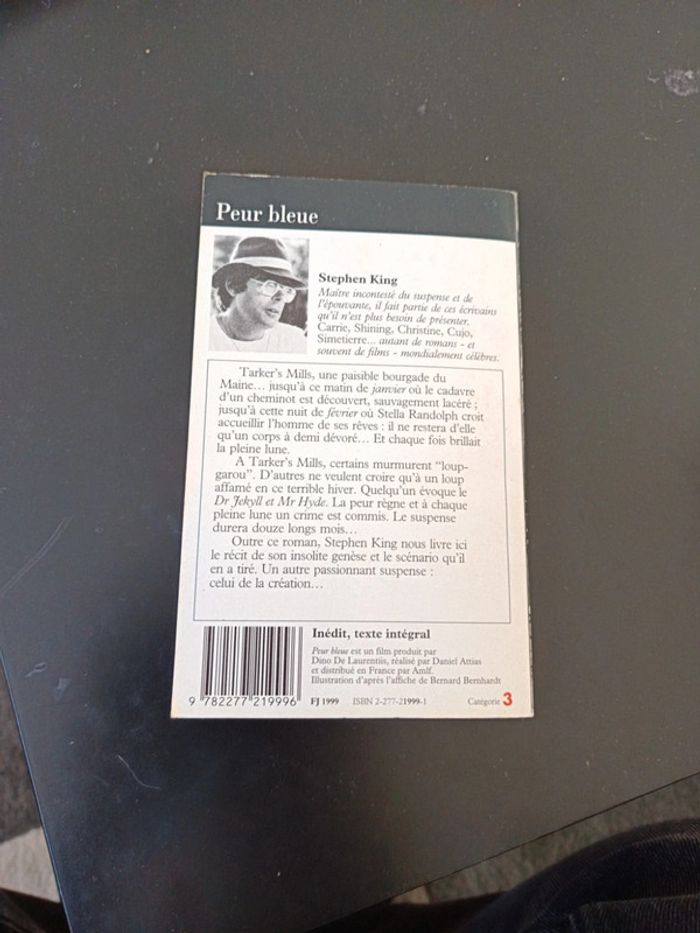 Peur bleue
Stephen King
Maître incontesté du suspense et de
l'épouvante, il fait partie de ces écrivains
qu'il n'est plus besoin de présenter.
Carrie, Shining, Christine, Cujo,
Simetierre... autant de romans - et
souvent de films - mondialement célèbres.
Tarker's Mills, une paisible bourgade du
Maine... jusqu'à ce matin de janvier où le cadavre
d'un cheminot est découvert, sauvagement lacéré ;
jusqu'à cette nuit de février où Stella Randolph croit
accueillir l'homme de ses rêves : il ne restera d'elle
qu'un corps à demi dévoré... Et chaque fois brillait
la pleine lune.
A Tarker's Mills, certains murmurent "loup-
garou". D'autres ne veulent croire qu'à un loup
affamé en ce terrible hiver. Quelqu'un évoque le
Dr Jekyll et Mr Hyde. La peur règne et à chaque
pleine lune un crime est commis. Le suspense
durera douze longs mois...
Outre ce roman, Stephen King nous livre ici
le récit de son insolite genèse et le scénario qu'il
en a tiré. Un autre passionnant suspense :
celui de la création...
Inédit, texte intégral
Peur bleue est un film produit par
Dino De Laurentiis, réalisé par Daniel Attias
et distribué en France par Amlf.
Illustration d'après l'affiche de Bernard Bernhardt
9 782277 219996 FJ 1999 ISBN 2-277-21999-1 Catégorie 3